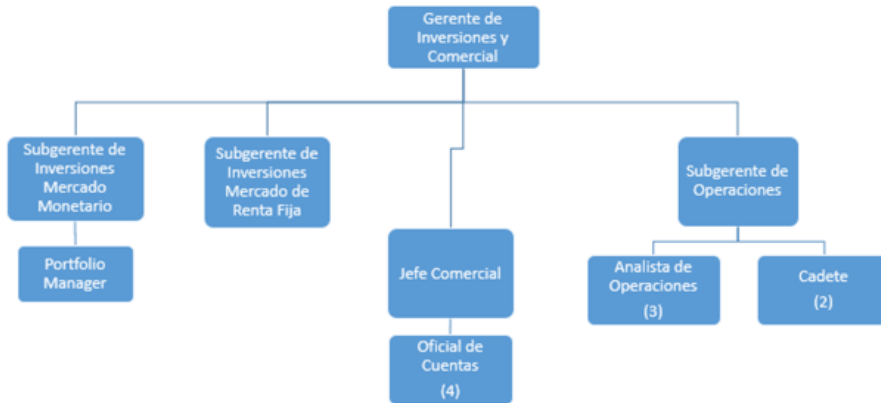 Gerente de
Inversiones y
Comercial
Subgerente de
Inversiones
Mercado
Monetario
Subgerente de
Inversiones
Mercado de
Renta Fija
Subgerente de
Operaciones
Portfolio
Manager
Jefe Comercial
Analista de
Operaciones
(3)
Cadete
(2)
Oficial de
Cuentas
(4)